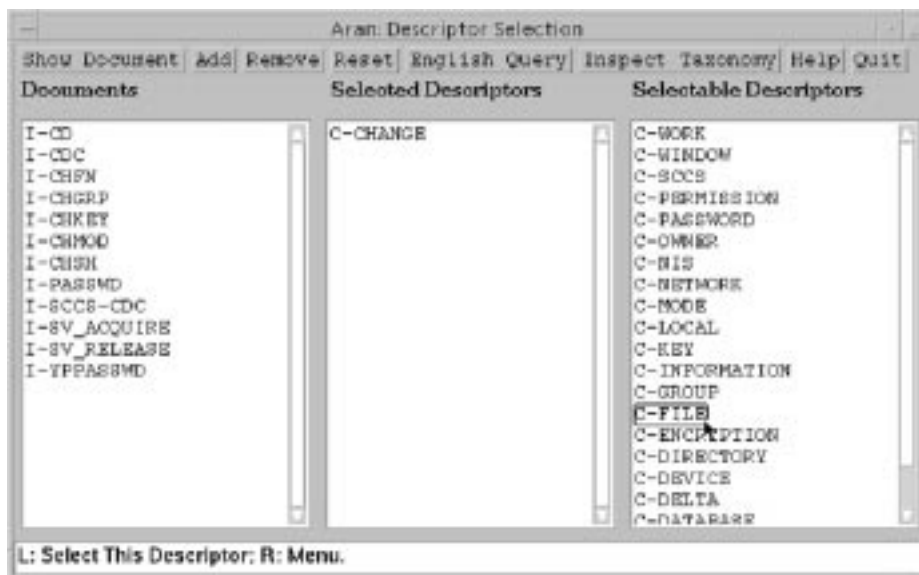 Aran: Descriptor Selection
Show Document Add Remove Reset English Query Inspect Taxonomy Help Quit
Documents Selected Descriptors Selectable Descriptors
I-CD
I-CDC
I-CHFN
I-CHGRP
I-CHKEY
I-CHMOD
I-CHSH
I-PASSWD
I-SCCS-CDC
I-SV_ACQUIRE
I-SV_RELEASE
I-YPPASSWD
C-CHANGE
C-WORK
C-WINDOW
C-SCCS
C-PERMISSION
C-PASSWORD
C-OWNER
C-NIS
C-NETWORK
C-MODE
C-LOCAL
C-KEY
C-INFORMATION
C-GROUP
C-FILE
C-ENCRYPTION
C-DIRECTORY
C-DEVICE
C-DELTA
C-DATABASE
L: Select This Descriptor; R: Menu.